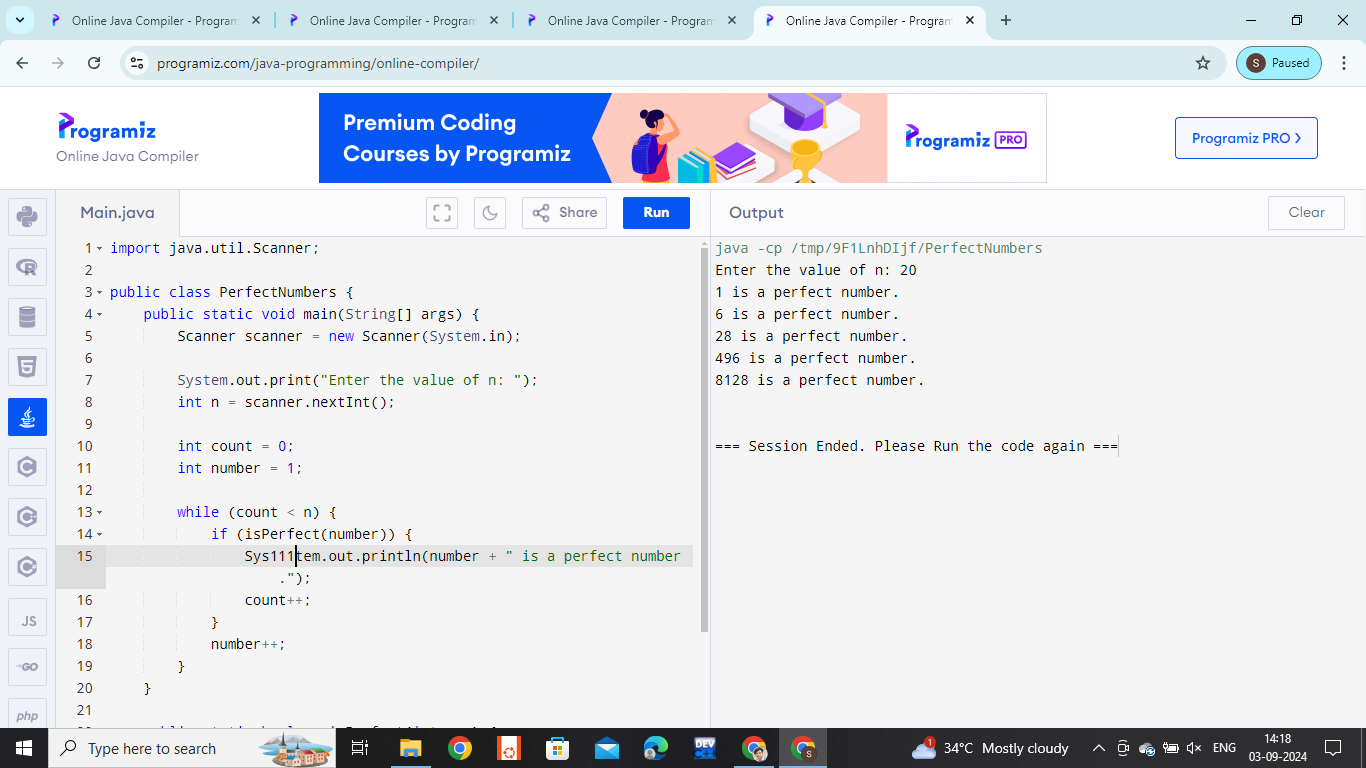 Online Java Compiler - Program
Online Java Compiler - Program
Online Java Compiler - Program
Online Java Compiler - Program
programiz.com/java-programming/online-compiler/
S
Paused
Programiz
Online Java Compiler
Premium Coding
Courses by Programiz
Programiz PRO
Programiz PRO >
Main.java
Share
Run
Output
Clear
1 import java.util.Scanner;
2
3 public class PerfectNumbers {
4 public static void main(String[] args) {
5 Scanner scanner = new Scanner(System.in);
6
7 System.out.print("Enter the value of n: ");
8 int n = scanner.nextInt();
9
10 int count = 0;
11 int number = 1;
12
13 while (count < n) {
14 if (isPerfect(number)) {
15 Sys111tem.out.println(number + " is a perfect number
.");
16 count++;
17 }
18 number++;
19 }
20 }
21
java -cp /tmp/9F1LnhDIjf/PerfectNumbers
Enter the value of n: 20
1 is a perfect number.
6 is a perfect number.
28 is a perfect number.
496 is a perfect number.
8128 is a perfect number.
=== Session Ended. Please Run the code again ===
JS
GO
php
Type here to search
DEV
S
1
34°C Mostly cloudy
ENG
14:18
03-09-2024